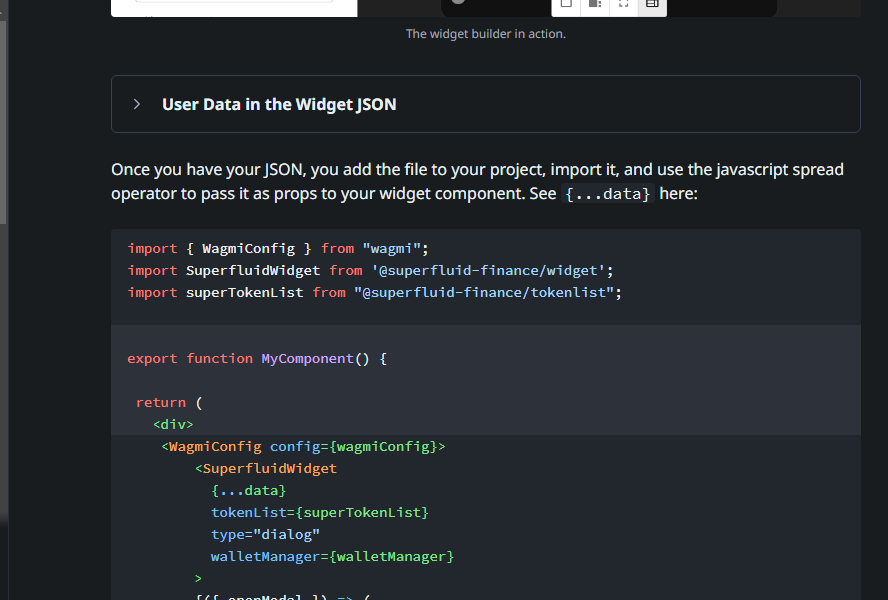 The widget builder in action.
User Data in the Widget JSON
Once you have your JSON, you add the file to your project, import it, and use the javascript spread
operator to pass it as props to your widget component. See {...data} here:
import { WagmiConfig } from "wagmi";
import SuperfluidWidget from '@superfluid-finance/widget';
import superTokenList from "@superfluid-finance/tokenlist";
export function MyComponent() {
return (
<div>
<WagmiConfig config={wagmiConfig}>
<SuperfluidWidget
{...data}
tokenList={superTokenList}
type="dialog"
walletManager={walletManager}
>
{({ openModal }) => (